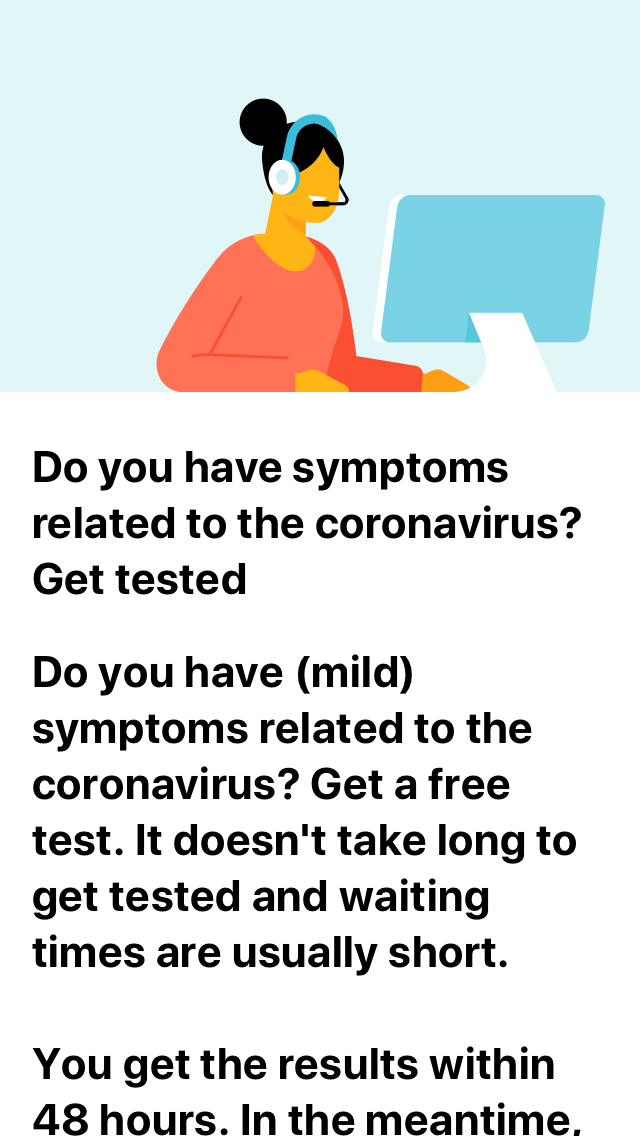 Do you have symptoms
related to the coronavirus?
Get tested
Do you have (mild)
symptoms related to the
coronavirus? Get a free
test. It doesn't take long to
get tested and waiting
times are usually short.
You get the results within
48 hours. In the meantime,